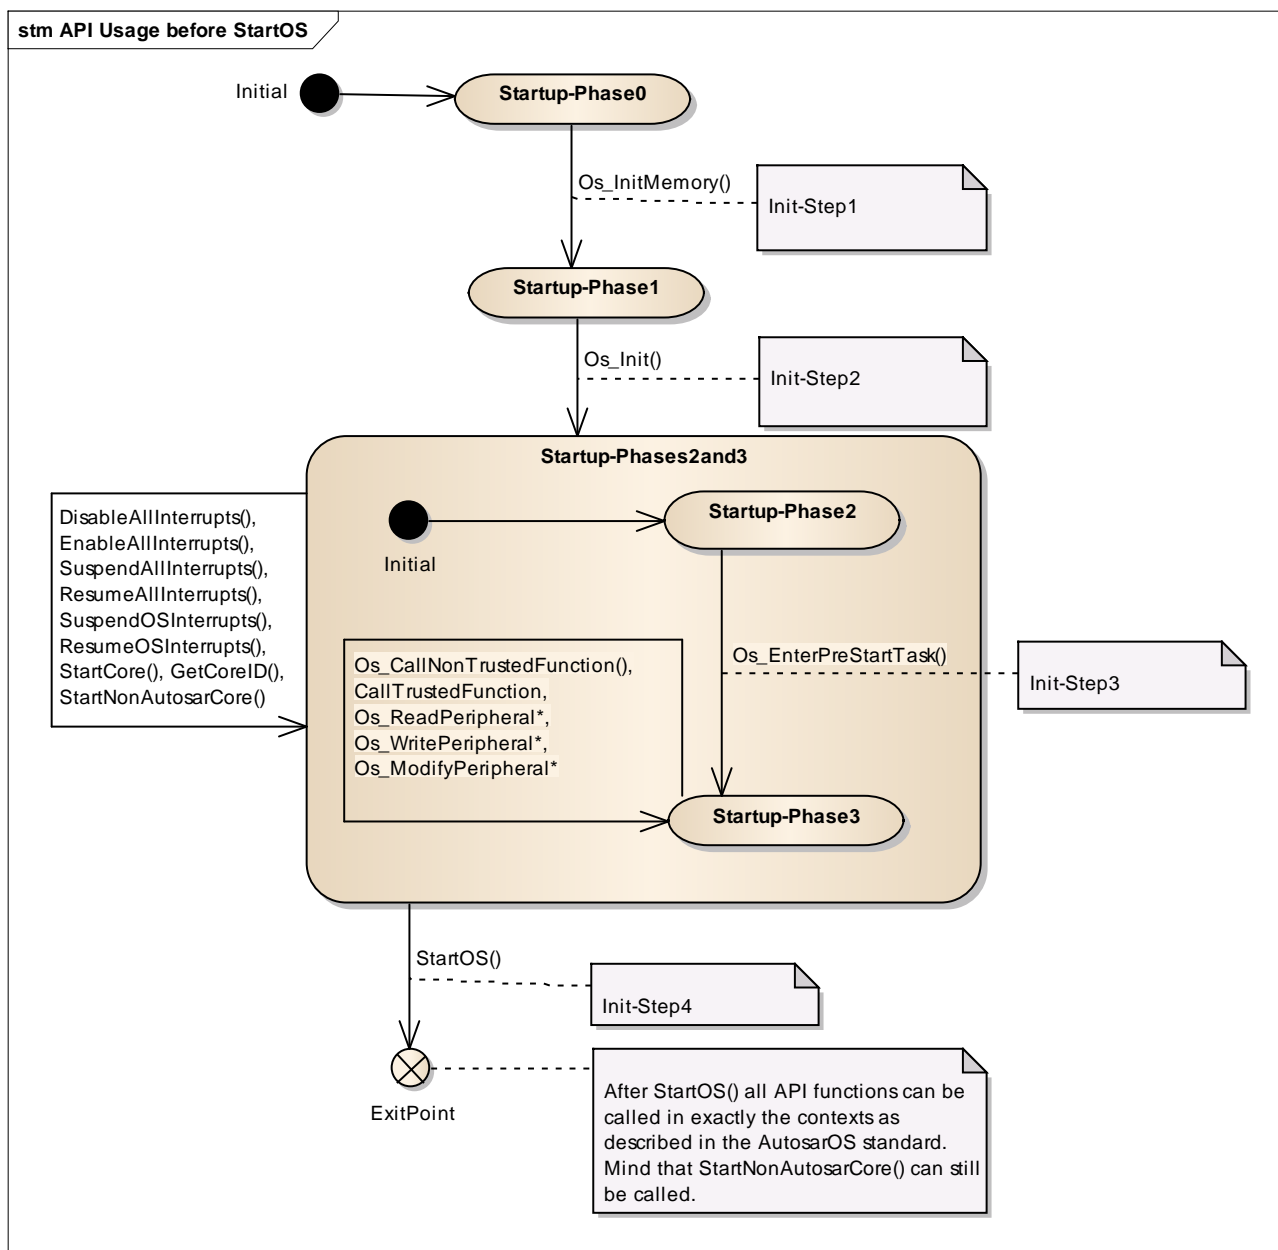 stm API Usage before StartOS
Initial
Startup-Phase0
Os_InitMemory()
Init-Step1
Startup-Phase1
Os_Init()
Init-Step2
Startup-Phases2and3
DisableAllInterrupts(),
EnableAllInterrupts(),
SuspendAllInterrupts(),
ResumeAllInterrupts(),
SuspendOSInterrupts(),
ResumeOSInterrupts(),
StartCore(), GetCoreID(),
StartNonAutosarCore()
Initial
Startup-Phase2
Os_EnterPreStartTask()
Init-Step3
Os_CallNonTrustedFunction(),
CallTrustedFunction,
Os_ReadPeripheral*,
Os_WritePeripheral*,
Os_ModifyPeripheral*
Startup-Phase3
StartOS()
Init-Step4
ExitPoint
After StartOS() all API functions can be
called in exactly the contexts as
described in the AutosarOS standard.
Mind that StartNonAutosarCore() can still
be called.